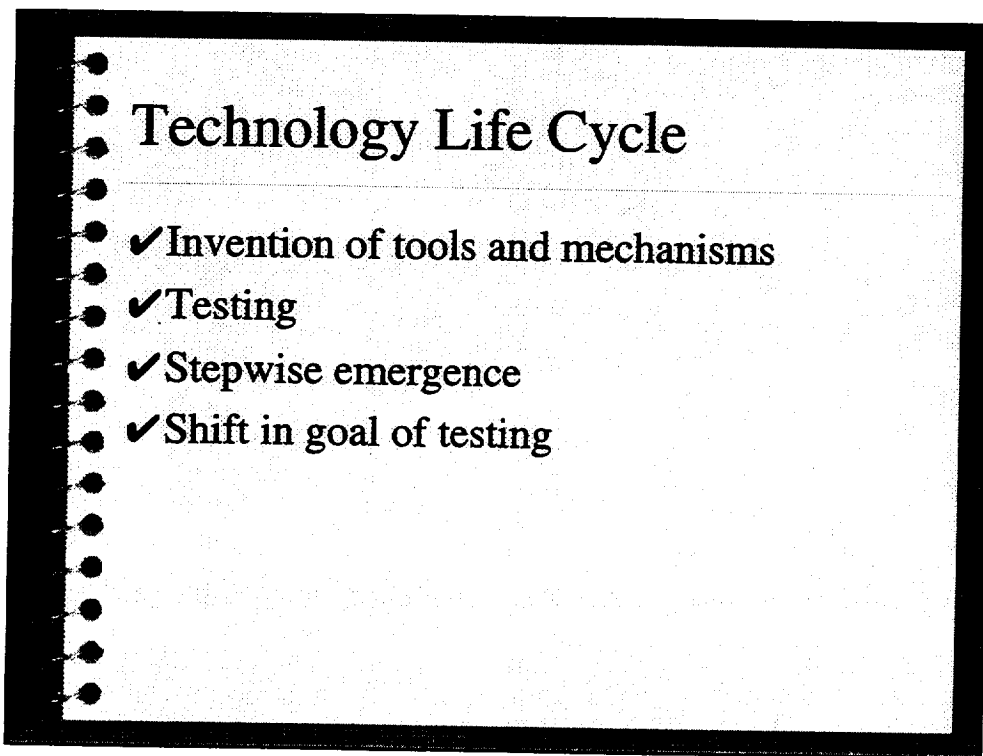 Technology Life Cycle
✔Invention of tools and mechanisms
✔Testing
✔Stepwise emergence
✔Shift in goal of testing